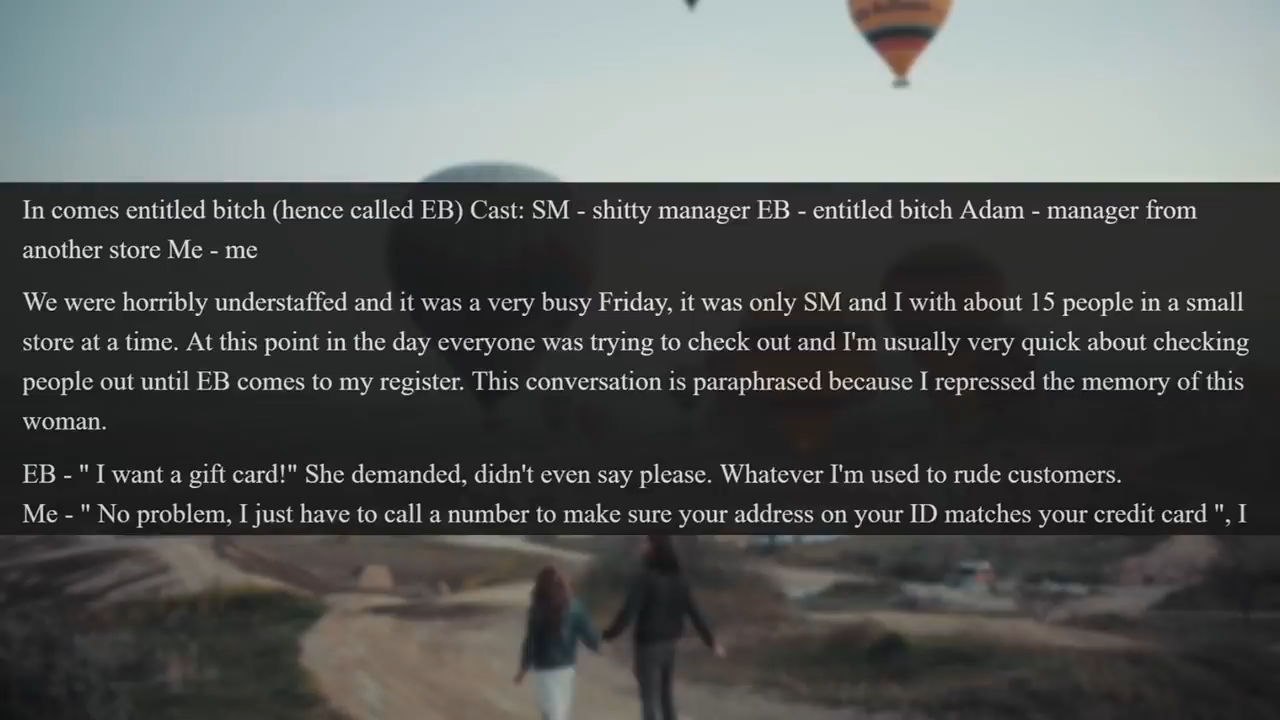 In comes entitled bitch (hence called EB) Cast: SM - shitty manager EB - entitled bitch Adam - manager from
another store Me - me
We were horribly understaffed and it was a very busy Friday, it was only SM and I with about 15 people in a small
store at a time. At this point in the day everyone was trying to check out and I'm usually very quick about checking
people out until EB comes to my register. This conversation is paraphrased because I repressed the memory of this
woman.
EB - " I want a gift card!" She demanded, didn't even say please. Whatever I'm used to rude customers.
Me - " No problem, I just have to call a number to make sure your address on your ID matches your credit card ", I